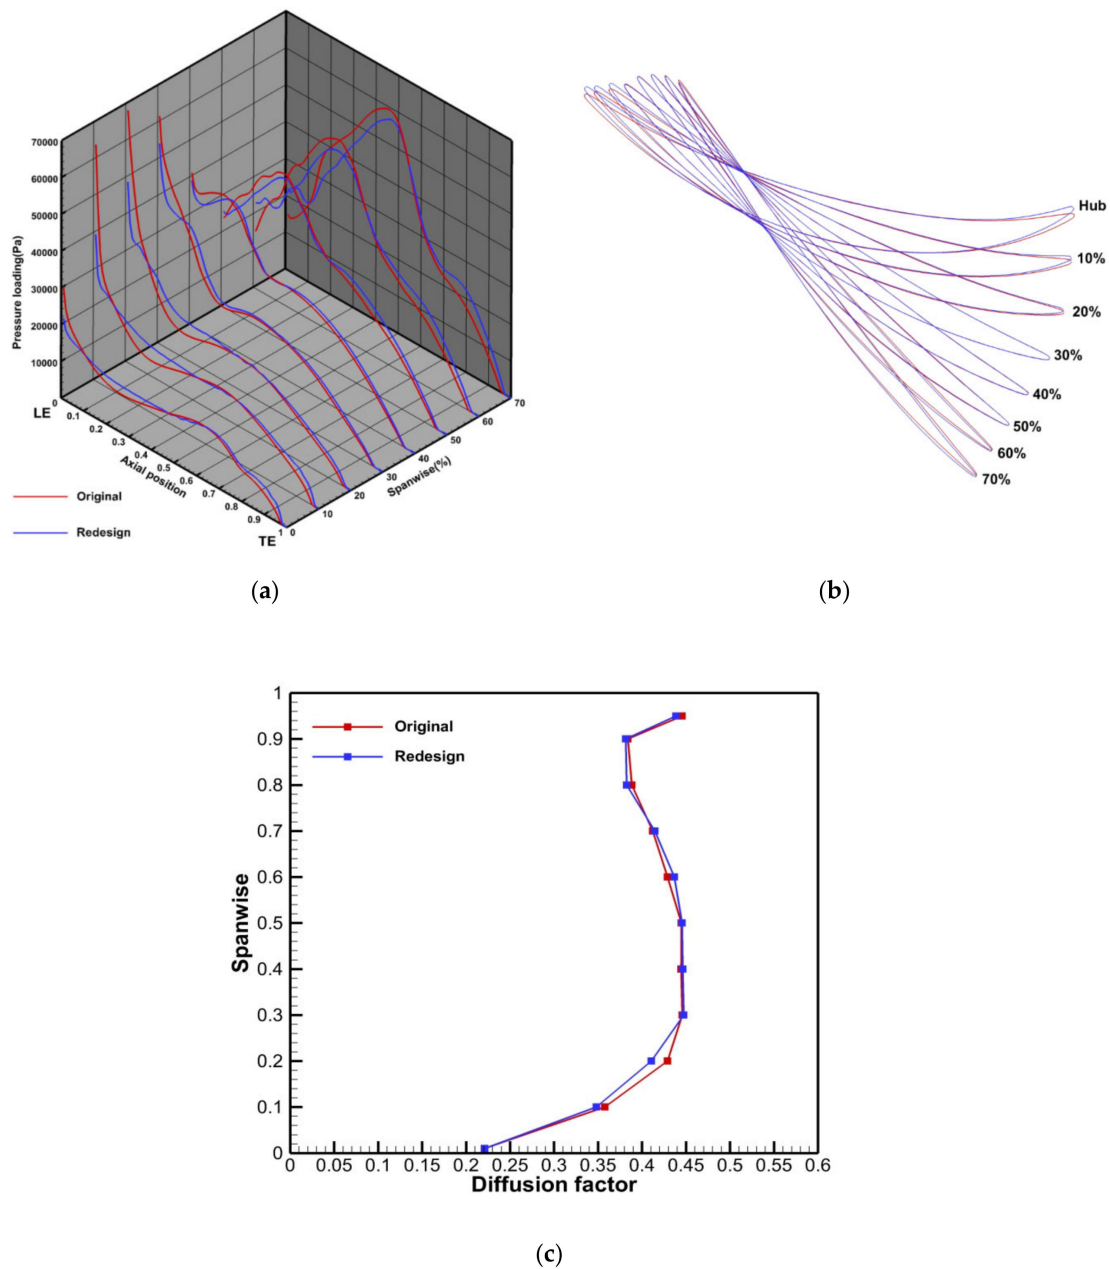 70000
60000
50000
40000
30000
20000
10000
0
Pressure loading(Pa)
LE
0.1
0.2
0.3
0.4
0.5
0.6
0.7
0.8
0.9
1
Axial position
TE
0
10
20
30
40
50
60
70
Spanwise(%)
Original
Redesign
(a)
Hub
10%
20%
30%
40%
50%
60%
70%
(b)
1
0.9
0.8
0.7
0.6
0.5
0.4
0.3
0.2
0.1
0
Spanwise
Original
Redesign
0 0.05 0.1 0.15 0.2 0.25 0.3 0.35 0.4 0.45 0.5 0.55 0.6
Diffusion factor
(c)